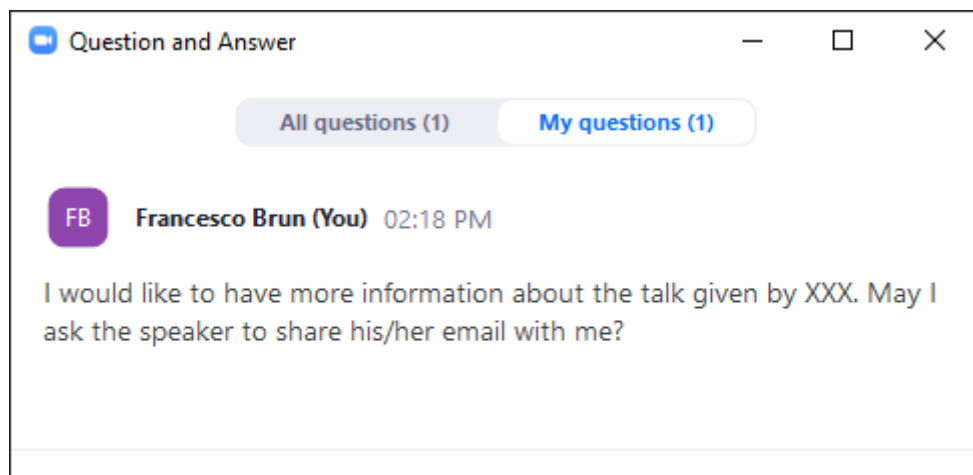 Question and Answer
All questions (1) My questions (1)
FB Francesco Brun (You) 02:18 PM
I would like to have more information about the talk given by XXX. May I
ask the speaker to share his/her email with me?